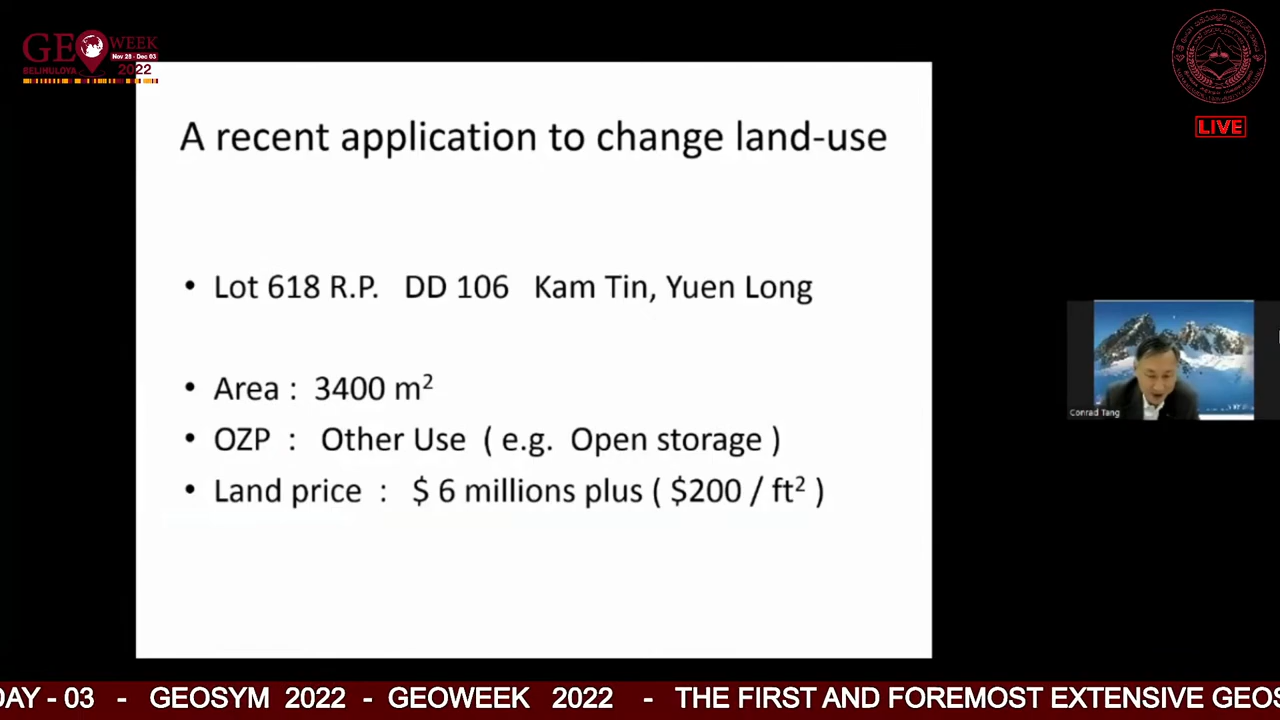 GEOWEEK
Nov 28 - Dec 03
BELIHULOYA 2022
LIVE
A recent application to change land-use
• Lot 618 R.P. DD 106 Kam Tin, Yuen Long
• Area : 3400 m²
• OZP : Other Use ( e.g. Open storage )
• Land price : $ 6 millions plus ( $200 / ft² )
Conrad Tang
DAY - 03 - GEOSYM 2022 - GEOWEEK 2022 - THE FIRST AND FOREMOST EXTENSIVE GEOS